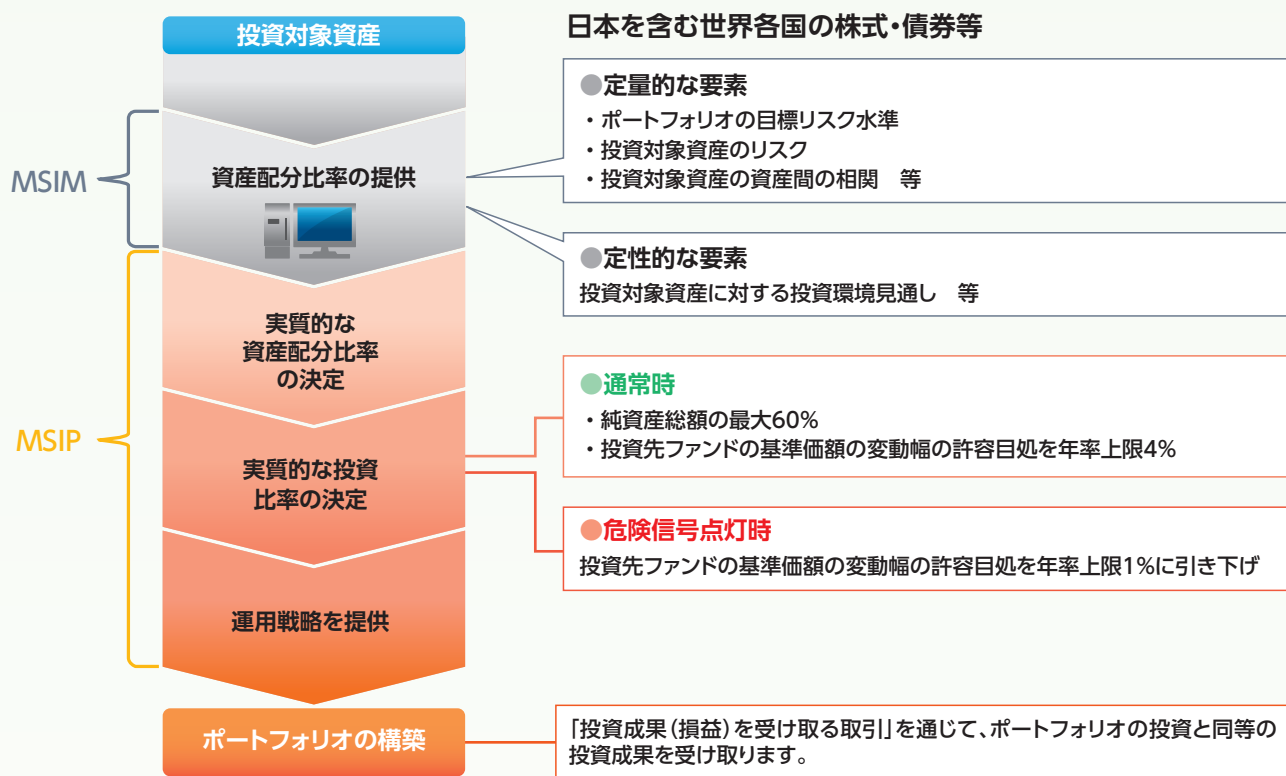 投資対象資産
日本を含む世界各国の株式・債券等
●定量的な要素
・ポートフォリオの目標リスク水準
・投資対象資産のリスク
・投資対象資産の資産間の相関　等
MSIM
資産配分比率の提供
●定性的な要素
投資対象資産に対する投資環境見通し　等
MSIP
実質的な
資産配分比率
の決定
●通常時
・純資産総額の最大60%
・投資先ファンドの基準価額の変動幅の許容目処を年率上限4%
実質的な投資
比率の決定
●危険信号点灯時
投資先ファンドの基準価額の変動幅の許容目処を年率上限1%に引き下げ
運用戦略を提供
ポートフォリオの構築
「投資成果（損益）を受け取る取引」を通じて、ポートフォリオの投資と同等の
投資成果を受け取ります。